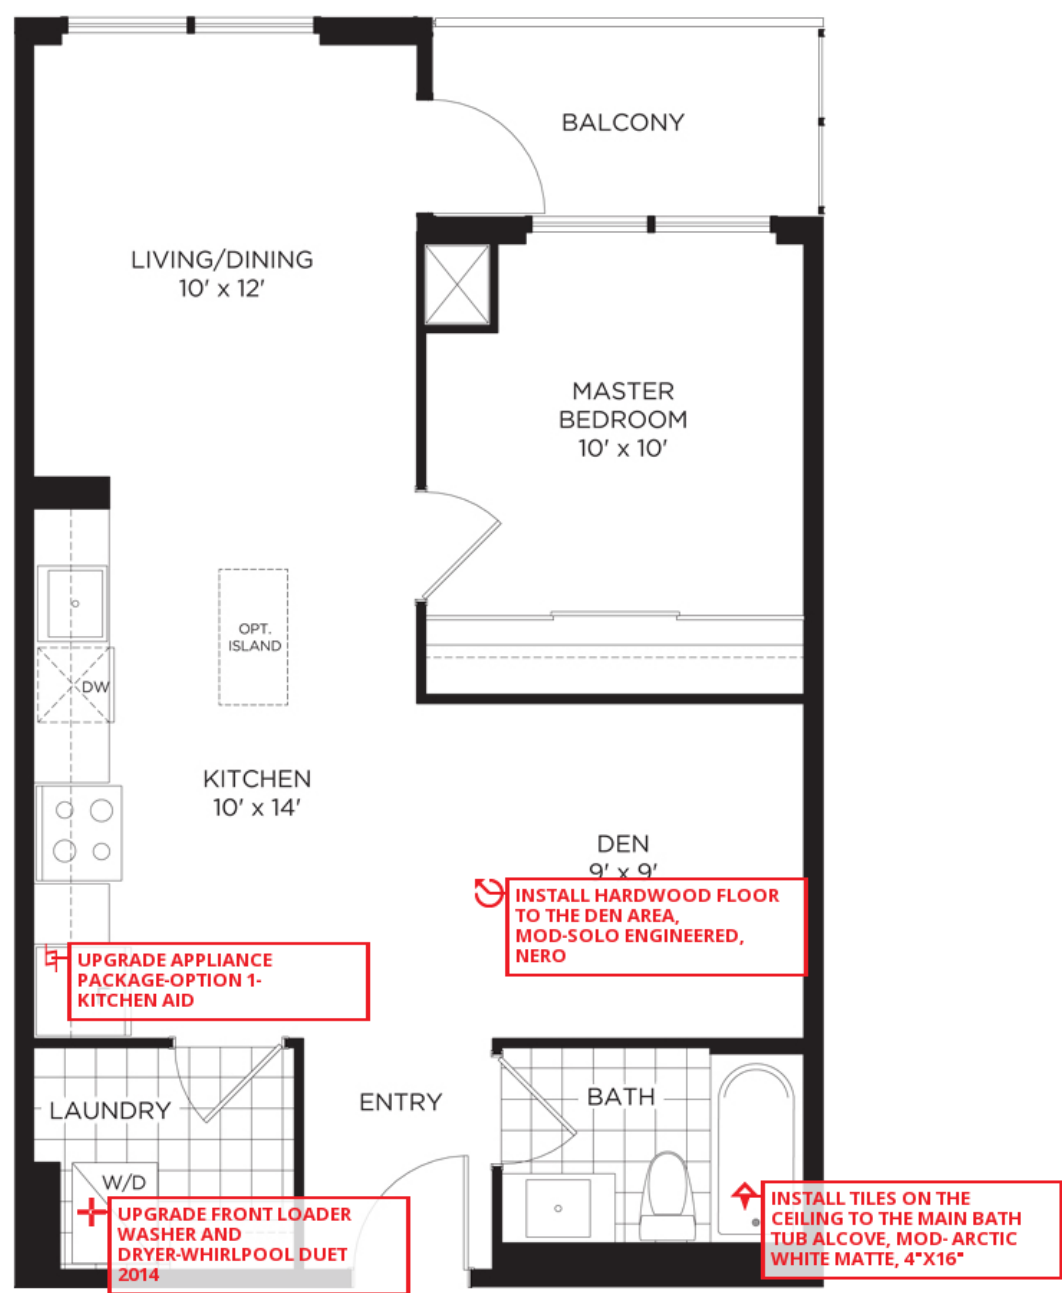 BALCONY
LIVING/DINING
10' x 12'
MASTER
BEDROOM
10' x 10'
OPT.
ISLAND
DW
KITCHEN
10' x 14'
DEN
9' x 9'
INSTALL HARDWOOD FLOOR
TO THE DEN AREA,
MOD-SOLO ENGINEERED,
NERO
UPGRADE APPLIANCE
PACKAGE-OPTION 1-
KITCHEN AID
LAUNDRY
ENTRY
BATH
W/D
UPGRADE FRONT LOADER
WASHER AND
DRYER-WHIRLPOOL DUET
2014
INSTALL TILES ON THE
CEILING TO THE MAIN BATH
TUB ALCOVE, MOD- ARCTIC
WHITE MATTE, 4"X16"